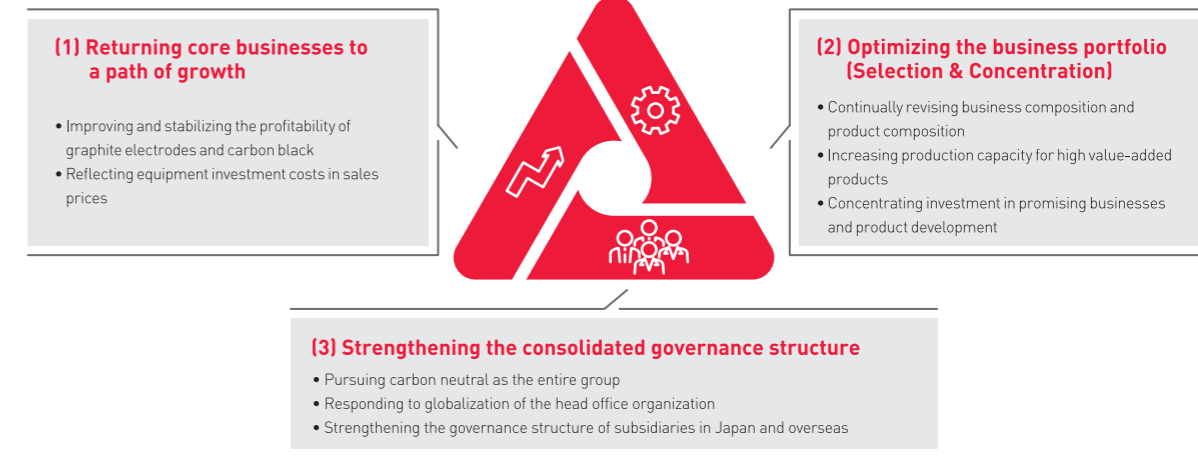 (1) Returning core businesses to
a path of growth
• Improving and stabilizing the profitability of
graphite electrodes and carbon black
• Reflecting equipment investment costs in sales
prices
(2) Optimizing the business portfolio
(Selection & Concentration)
• Continually revising business composition and
product composition
• Increasing production capacity for high value-added
products
• Concentrating investment in promising businesses
and product development
(3) Strengthening the consolidated governance structure
• Pursuing carbon neutral as the entire group
• Responding to globalization of the head office organization
• Strengthening the governance structure of subsidiaries in Japan and overseas